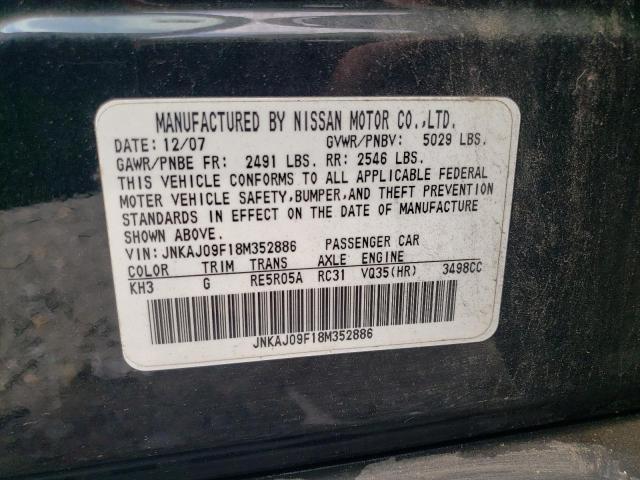 MANUFACTURED BY NISSAN MOTOR CO.,LTD.
DATE: 12/07 GVWR/PNBV: 5029 LBS.
GAWR/PNBE FR: 2491 LBS. RR: 2546 LBS.
THIS VEHICLE CONFORMS TO ALL APPLICABLE FEDERAL
MOTER VEHICLE SAFETY,BUMPER,AND THEFT PREVENTION
STANDARDS IN EFFECT ON THE DATE OF MANUFACTURE
SHOWN ABOVE.
VIN: JNKAJ09F18M352886 PASSENGER CAR
COLOR TRIM TRANS AXLE ENGINE
KH3 G RE5R05A RC31 VQ35(HR) 3498CC
JNKAJ09F18M352886